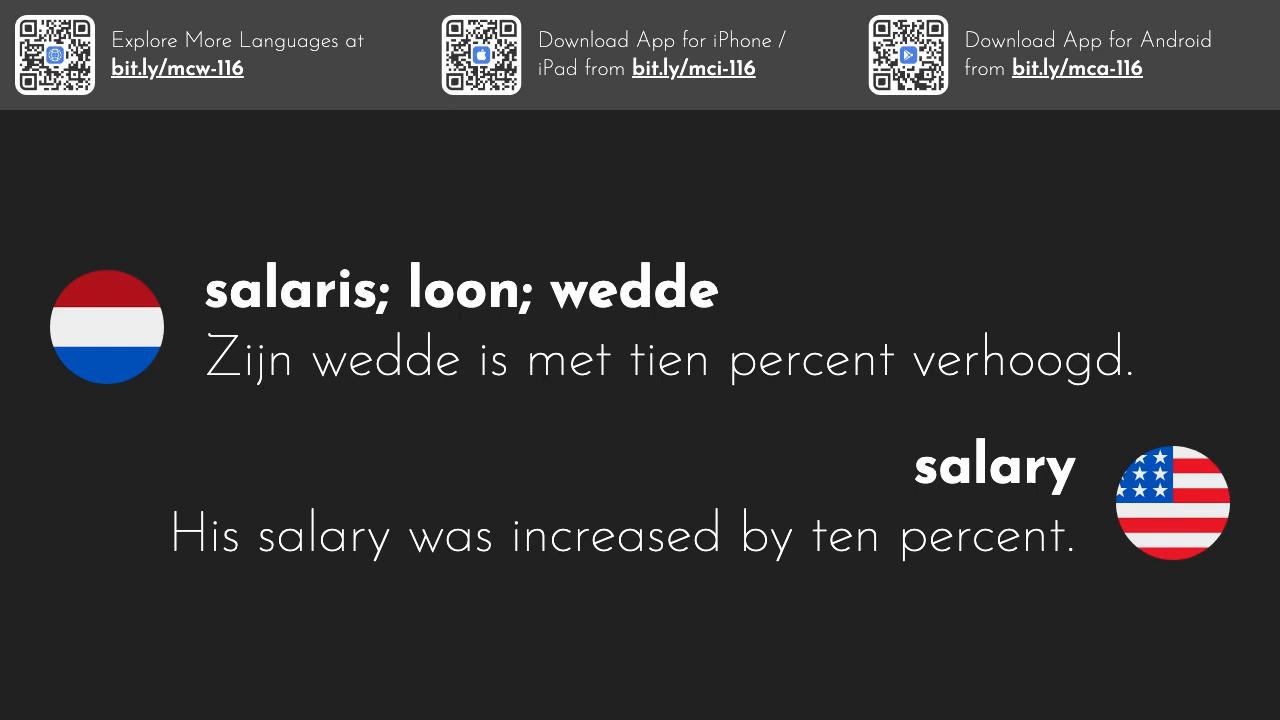 Explore More Languages at
bit.ly/mcw-116
Download App for iPhone /
iPad from bit.ly/mci-116
Download App for Android
from bit.ly/mca-116
salaris; loon; wedde
Zijn wedde is met tien percent verhoogd.
salary
His salary was increased by ten percent.